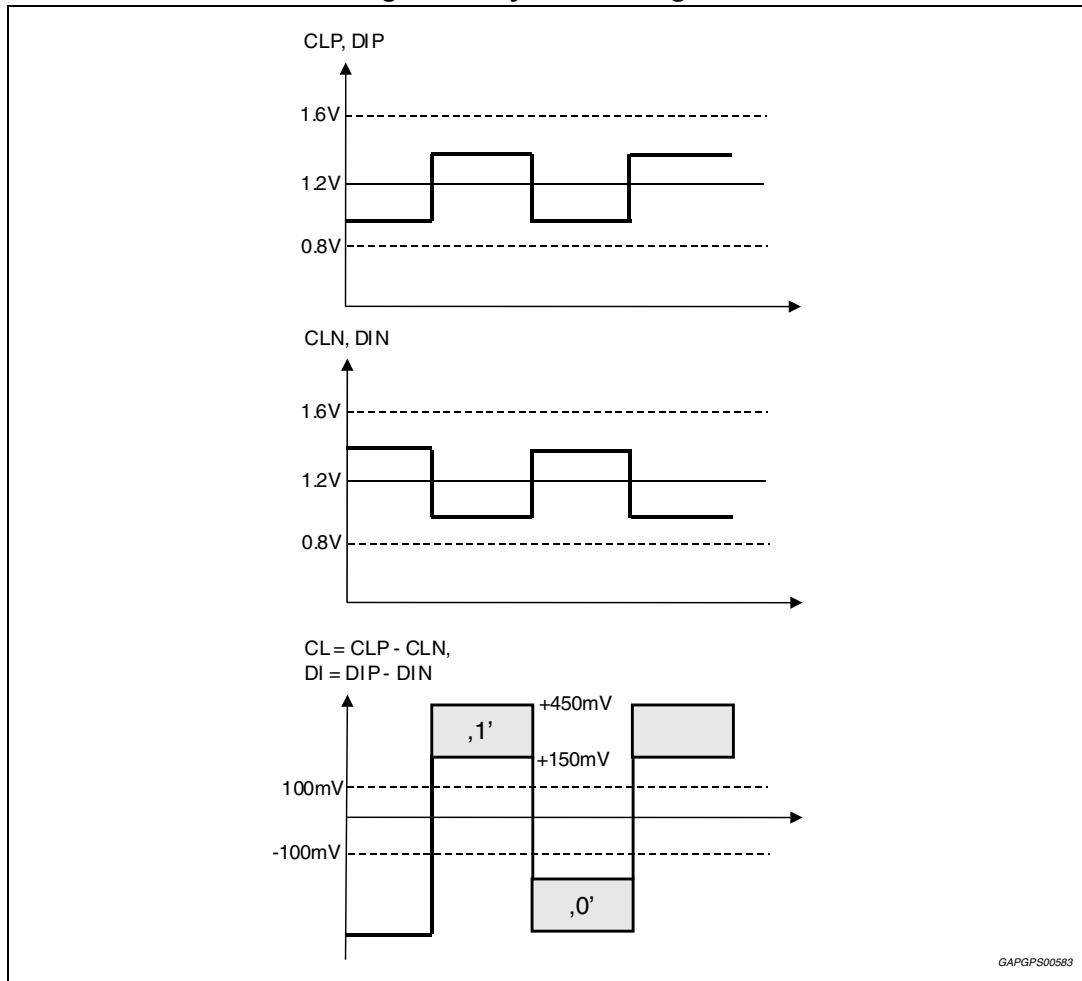 CLP, DIP
1.6V
1.2V
0.8V
CLN, DIN
1.6V
1.2V
0.8V
CL = CLP - CLN,
DI = DIP - DIN
+450mV
‚1’
+150mV
100mV
-100mV
‚0’
GAPGPS00583